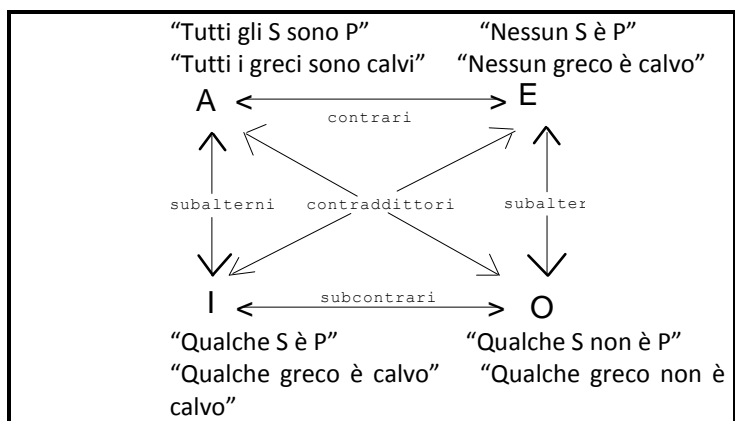 “Tutti gli S sono P” “Nessun S è P”
“Tutti i greci sono calvi” “Nessun greco è calvo”
A E
contrari
subalterni contraddittori subalter
I O
subcontrari
“Qualche S è P” “Qualche S non è P”
“Qualche greco è calvo” “Qualche greco non è
calvo”